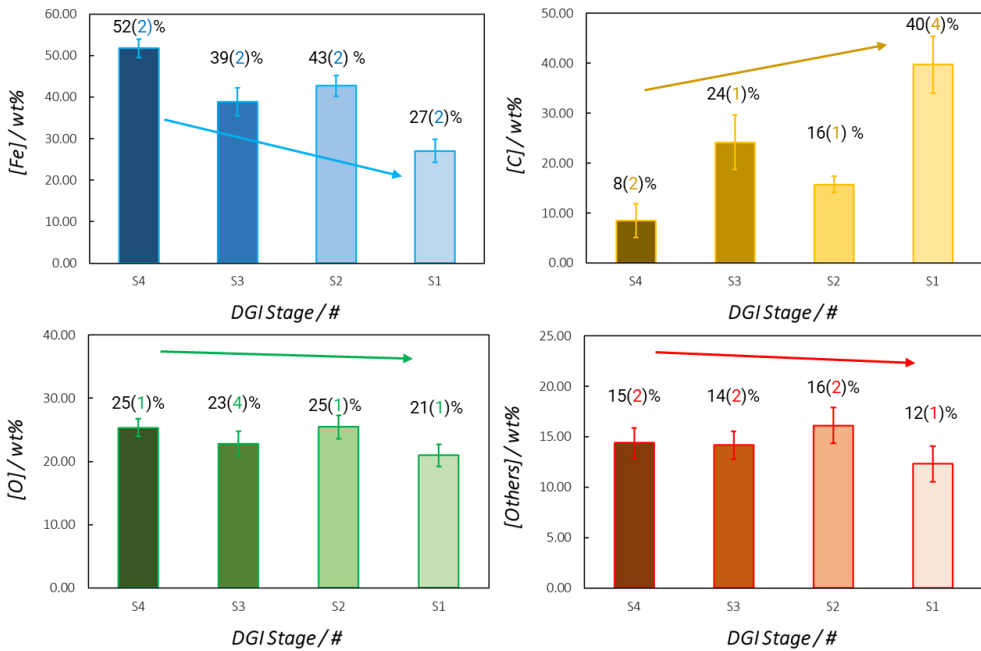 [Fe] / wt%
60.00
50.00
40.00
30.00
20.00
10.00
0.00
52(2)%
39(2)%
43(2) %
27(2)%
S4
S3
S2
S1
DGI Stage / #
[C] / wt%
50.00
40.00
30.00
20.00
10.00
0.00
8(2)%
24(1)%
16(1) %
40(4)%
S4
S3
S2
S1
DGI Stage / #
[O] / wt%
40.00
30.00
20.00
10.00
0.00
25(1)%
23(4)%
25(1)%
21(1)%
S4
S3
S2
S1
DGI Stage / #
[Others] / wt%
25.00
20.00
15.00
10.00
5.00
0.00
15(2)%
14(2)%
16(2)%
12(1)%
S4
S3
S2
S1
DGI Stage / #